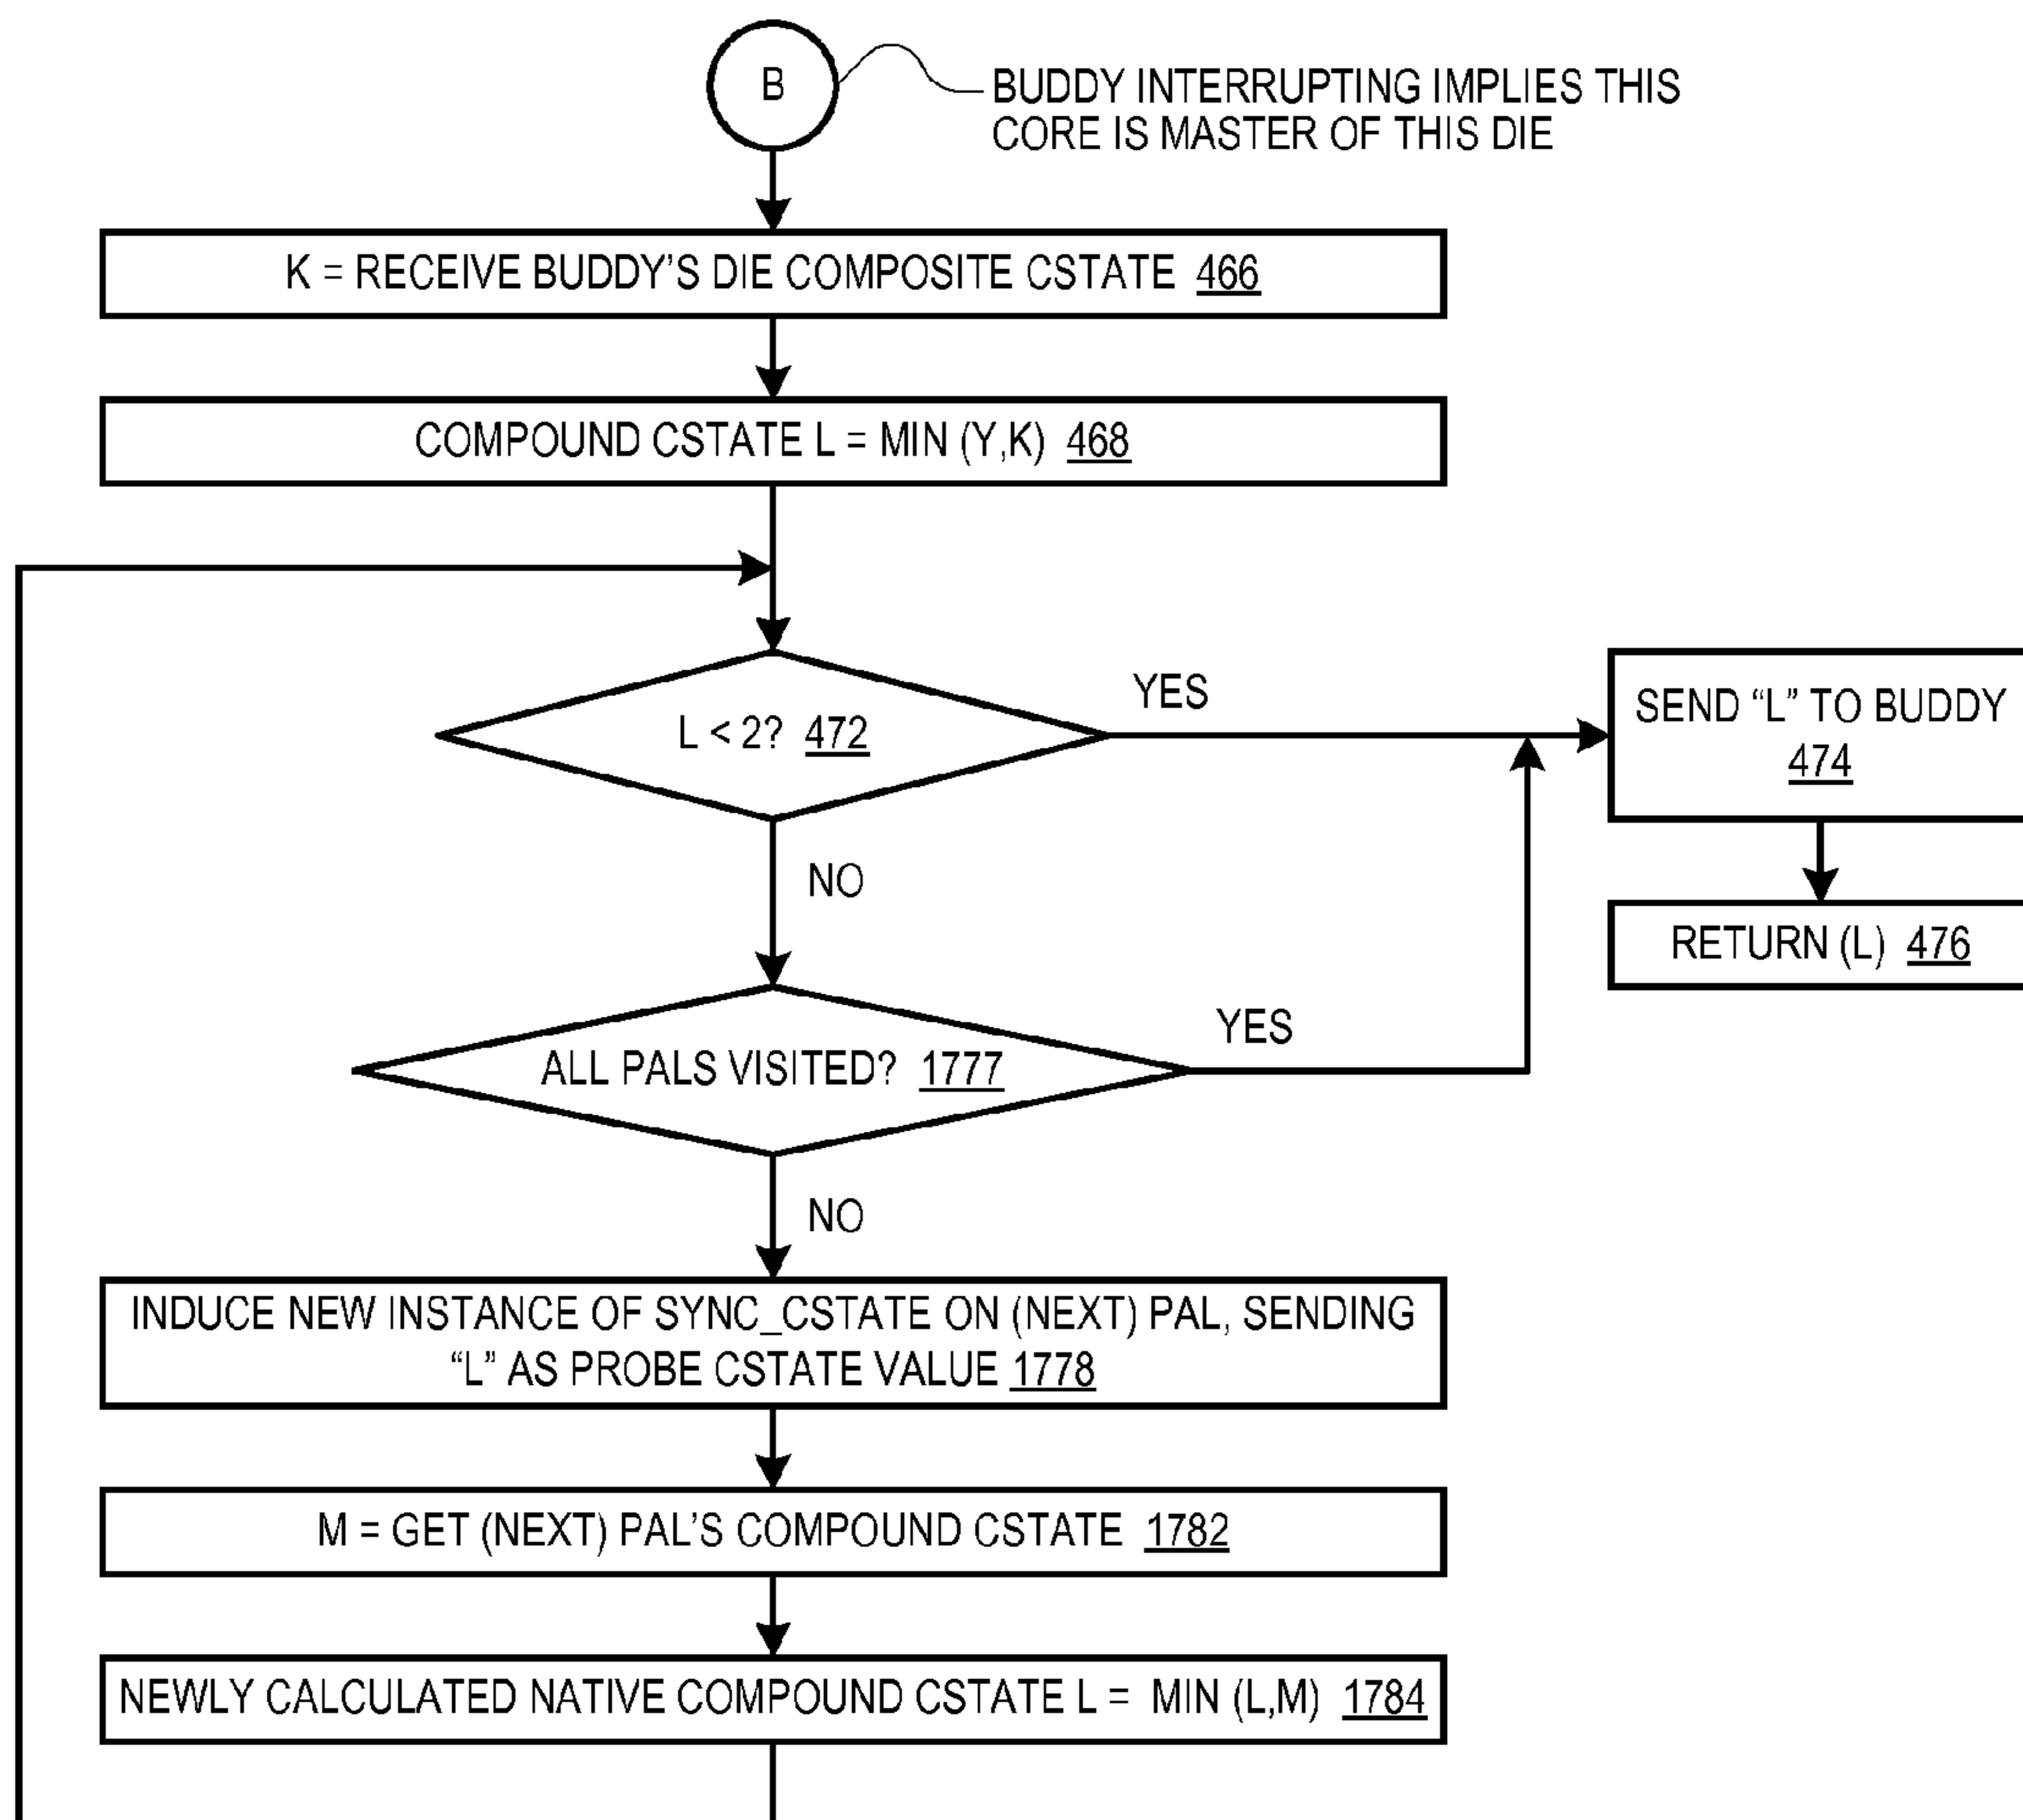 B
BUDDY INTERRUPTING IMPLIES THIS
CORE IS MASTER OF THIS DIE
K = RECEIVE BUDDY’S DIE COMPOSITE CSTATE 466
COMPOUND CSTATE L = MIN (Y,K) 468
L < 2? 472
YES
SEND “L” TO BUDDY
474
NO
RETURN (L) 476
ALL PALS VISITED? 1777
YES
NO
INDUCE NEW INSTANCE OF SYNC_CSTATE ON (NEXT) PAL, SENDING
“L” AS PROBE CSTATE VALUE 1778
M = GET (NEXT) PAL’S COMPOUND CSTATE 1782
NEWLY CALCULATED NATIVE COMPOUND CSTATE L = MIN (L,M) 1784